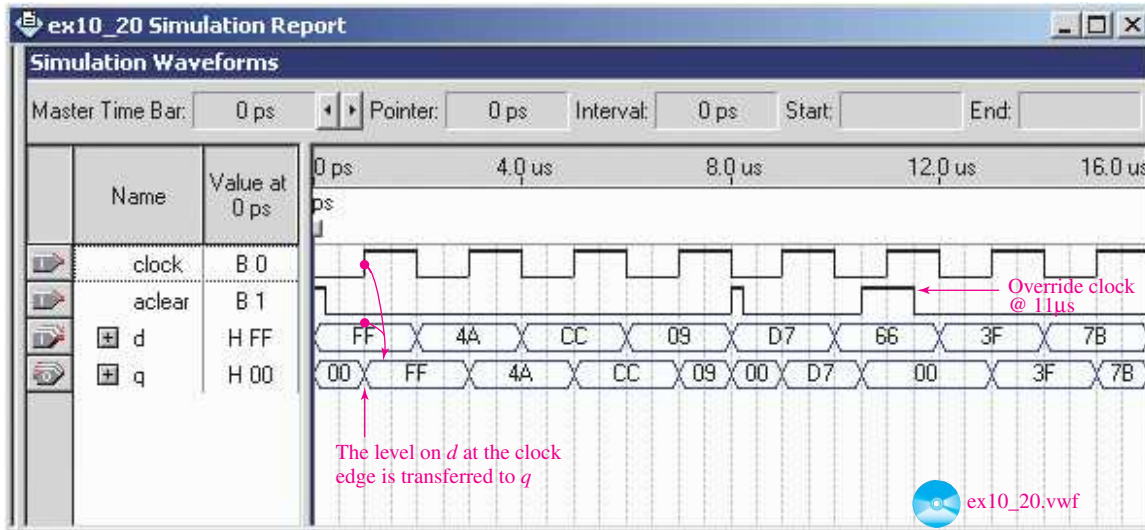 ex10_20 Simulation Report
Simulation Waveforms
Master Time Bar: 0 ps Pointer: 0 ps Interval: 0 ps Start: End:
Name Value at 0 ps
0 ps 4.0 us 8.0 us 12.0 us 16.0 us
ps
clock B 0
aclear B 1
Override clock
@ 11µs
d H FF FF 4A CC 09 D7 66 3F 7B
q H 00 00 FF 4A CC 09 00 D7 00 3F 7B
The level on d at the clock
edge is transferred to q
ex10_20.vwf